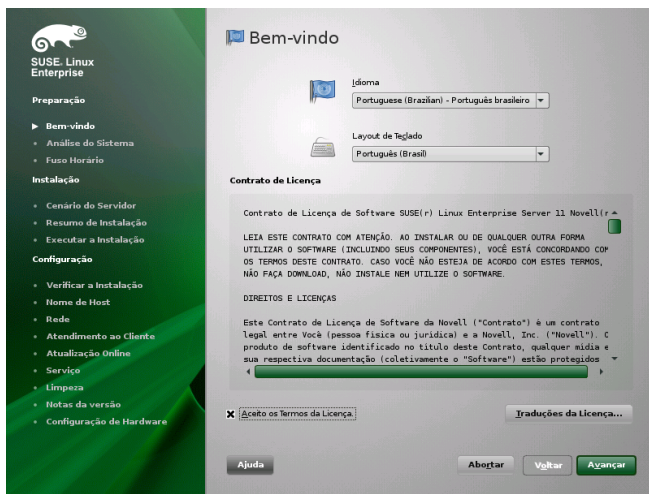 SUSE. Linux
Enterprise
Preparação
Bem-vindo
Análise do Sistema
Fuso Horário
Instalação
Cenário do Servidor
Resumo de Instalação
Executar a Instalação
Configuração
Verificar a Instalação
Nome de Host
Rede
Atendimento ao Cliente
Atualização Online
Serviço
Limpeza
Notas da versão
Configuração de Hardware
Bem-vindo
Idioma
Portuguese (Brazilian) - Português brasileiro
Layout de Teclado
Português (Brasil)
Contrato de Licença
Contrato de Licença de Software SUSE(r) Linux Enterprise Server 11 Novell(r
LEIA ESTE CONTRATO COM ATENÇÃO. AO INSTALAR OU DE QUALQUER OUTRA FORMA
UTILIZAR O SOFTWARE (INCLUINDO SEUS COMPONENTES), VOCÊ ESTÁ CONCORDANDO COM
OS TERMOS DESTE CONTRATO. CASO VOCÊ NÃO ESTEJA DE ACORDO COM ESTES TERMOS,
NÃO FAÇA DOWNLOAD, NÃO INSTALE NEM UTILIZE O SOFTWARE.
DIREITOS E LICENÇAS
Este Contrato de Licença de Software da Novell ("Contrato") é um contrato
legal entre Você (pessoa física ou jurídica) e a Novell, Inc. ("Novell"). O
produto de software identificado no título deste Contrato, qualquer mídia e
sua respectiva documentação (coletivamente o "Software") estão protegidos
Aceito os Termos da Licença.
Traduções da Licença...
Ajuda
Abortar
Voltar
Avançar